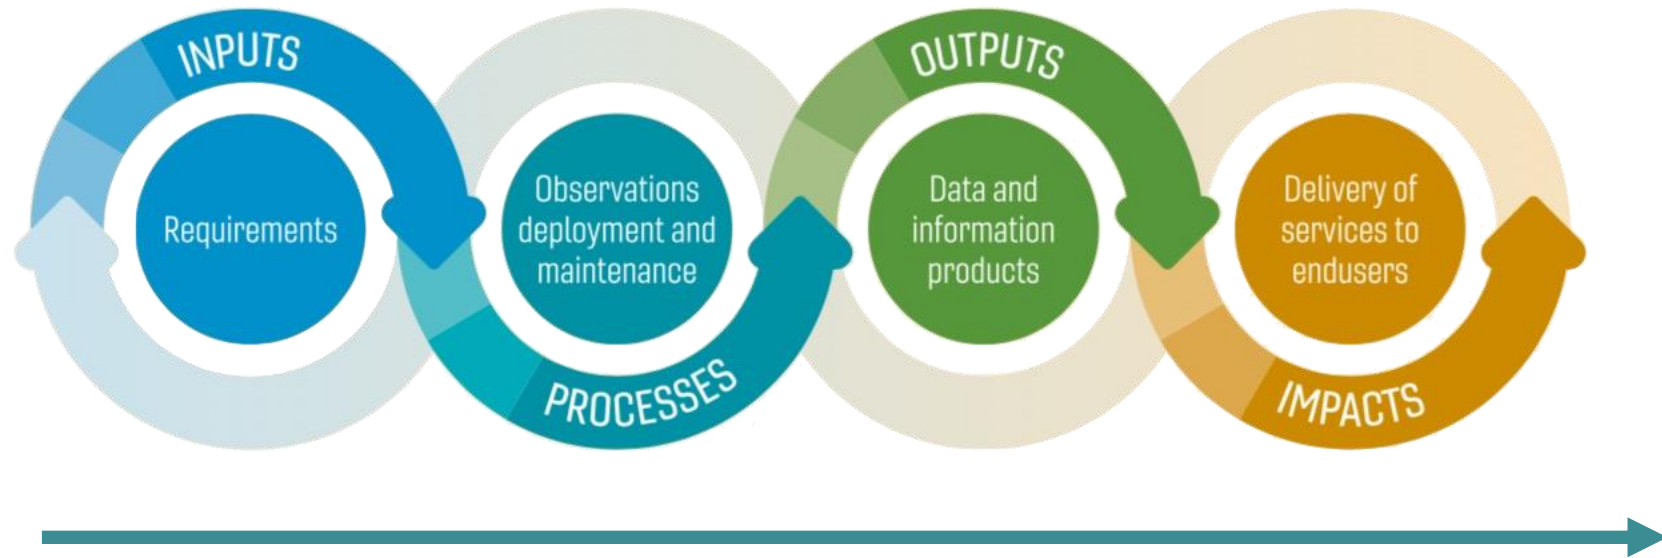 INPUTS
Requirements
Observations
deployment and
maintenance
PROCESSES
OUTPUTS
Data and
information
products
Delivery of
services to
endusers
IMPACTS